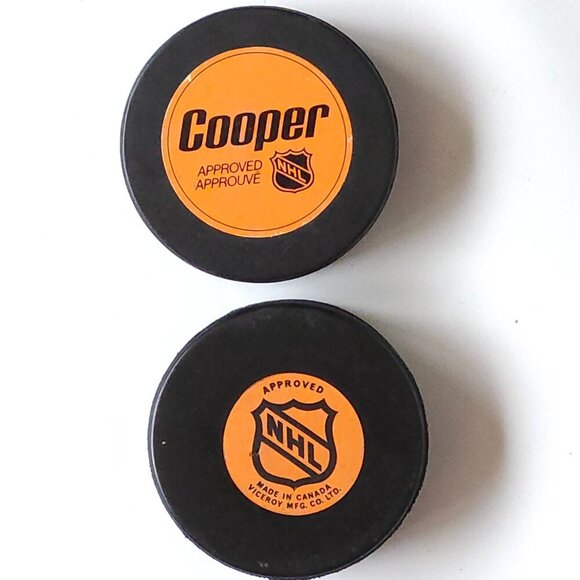 Cooper
APPROVED
APPROUVÉ
NHL
APPROVED
NHL
MADE IN CANADA
VICEROY MFG. CO. LTD.